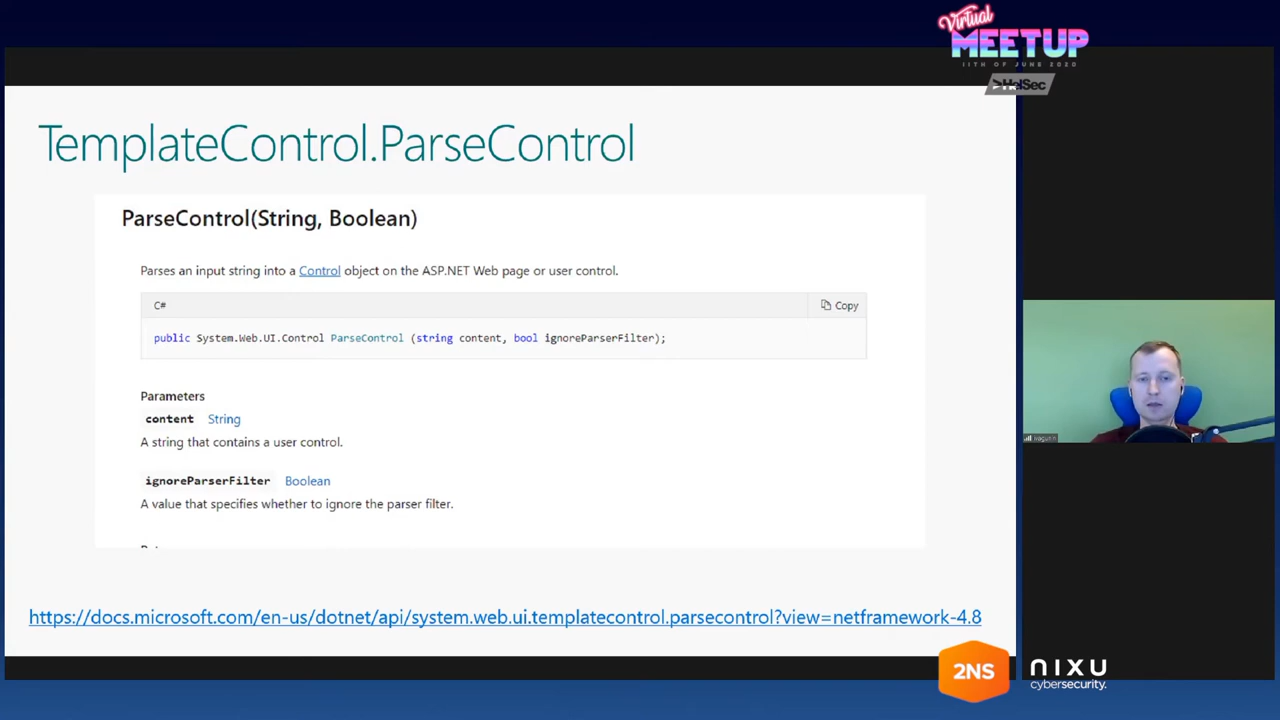 Virtual
MEETUP
11TH OF JUNE 2020
>HelSec
TemplateControl.ParseControl
ParseControl(String, Boolean)
Parses an input string into a Control object on the ASP.NET Web page or user control.
C#
Copy
public System.Web.UI.Control ParseControl (string content, bool ignoreParserFilter);
Parameters
content String
A string that contains a user control.
ignoreParserFilter Boolean
A value that specifies whether to ignore the parser filter.
https://docs.microsoft.com/en-us/dotnet/api/system.web.ui.templatecontrol.parsecontrol?view=netframework-4.8
2NS
nixu
cybersecurity.